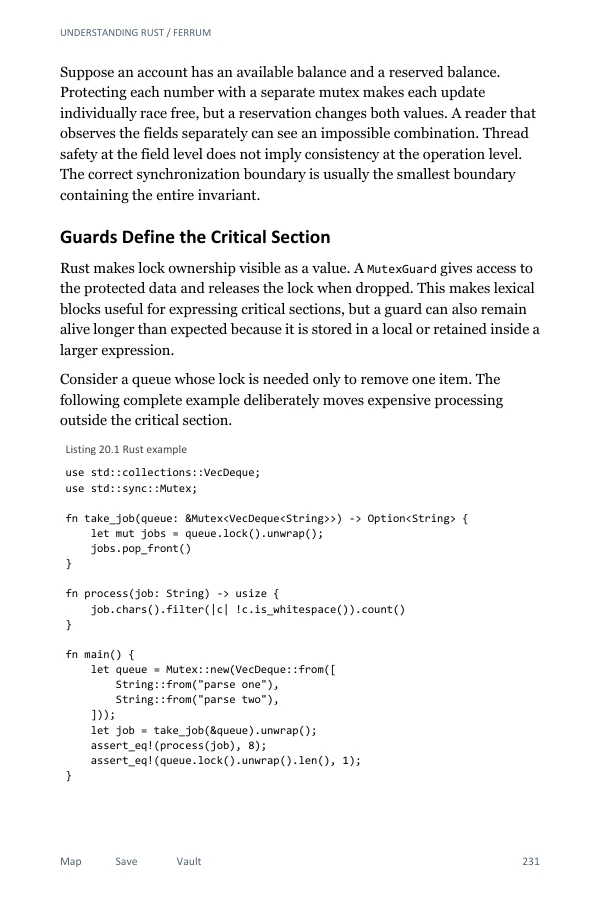 UNDERSTANDING RUST / FERRUM
Suppose an account has an available balance and a reserved balance.
Protecting each number with a separate mutex makes each update
individually race free, but a reservation changes both values. A reader that
observes the fields separately can see an impossible combination. Thread
safety at the field level does not imply consistency at the operation level.
The correct synchronization boundary is usually the smallest boundary
containing the entire invariant.
Guards Define the Critical Section
Rust makes lock ownership visible as a value. A MutexGuard gives access to
the protected data and releases the lock when dropped. This makes lexical
blocks useful for expressing critical sections, but a guard can also remain
alive longer than expected because it is stored in a local or retained inside a
larger expression.
Consider a queue whose lock is needed only to remove one item. The
following complete example deliberately moves expensive processing
outside the critical section.
Listing 20.1 Rust example
use std::collections::VecDeque;
use std::sync::Mutex;
fn take_job(queue: &Mutex<VecDeque<String>>) -> Option<String> {
    let mut jobs = queue.lock().unwrap();
    jobs.pop_front()
}
fn process(job: String) -> usize {
    job.chars().filter(|c| !c.is_whitespace()).count()
}
fn main() {
    let queue = Mutex::new(VecDeque::from([
        String::from("parse one"),
        String::from("parse two"),
    ]));
    let job = take_job(&queue).unwrap();
    assert_eq!(process(job), 8);
    assert_eq!(queue.lock().unwrap().len(), 1);
}
Map Save Vault 231